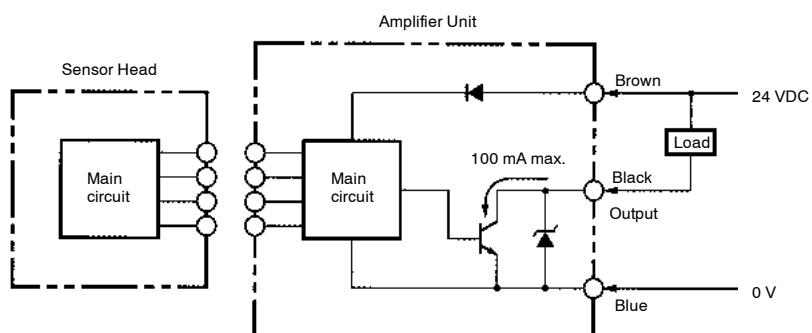 Amplifier Unit
Sensor Head
Brown
24 VDC
Load
100 mA max.
Black
Main
circuit
Main
circuit
Output
0 V
Blue